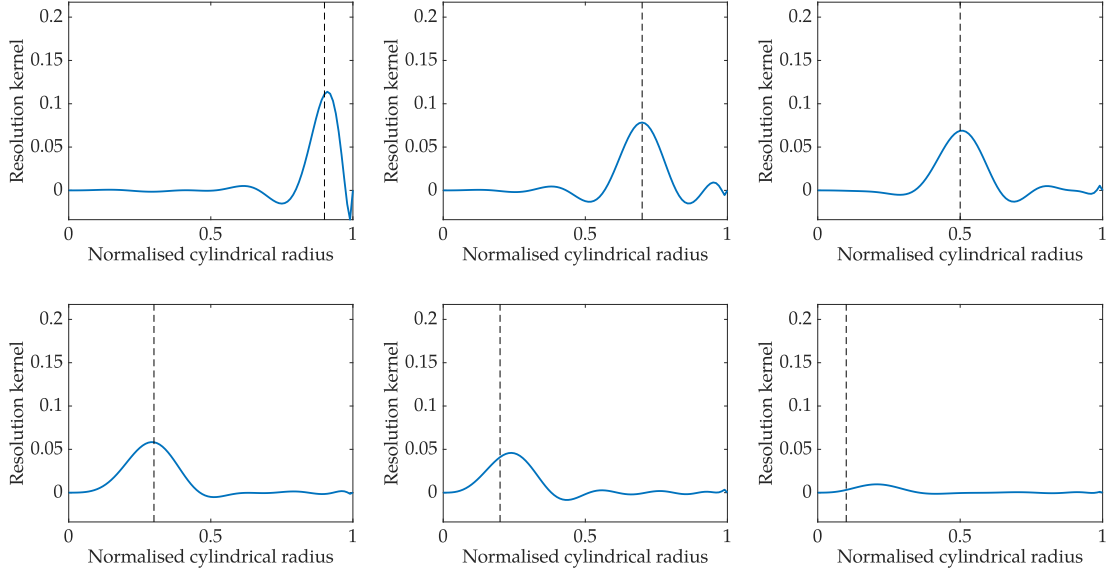 0.2 0.2 0.2
0.15 0.15 0.15
0.1 0.1 0.1
0.05 0.05 0.05
0 0 0
Resolution kernel Resolution kernel Resolution kernel
0 0.5 1 0 0.5 1 0 0.5 1
Normalised cylindrical radius Normalised cylindrical radius Normalised cylindrical radius
0.2 0.2 0.2
0.15 0.15 0.15
0.1 0.1 0.1
0.05 0.05 0.05
0 0 0
Resolution kernel Resolution kernel Resolution kernel
0 0.5 1 0 0.5 1 0 0.5 1
Normalised cylindrical radius Normalised cylindrical radius Normalised cylindrical radius